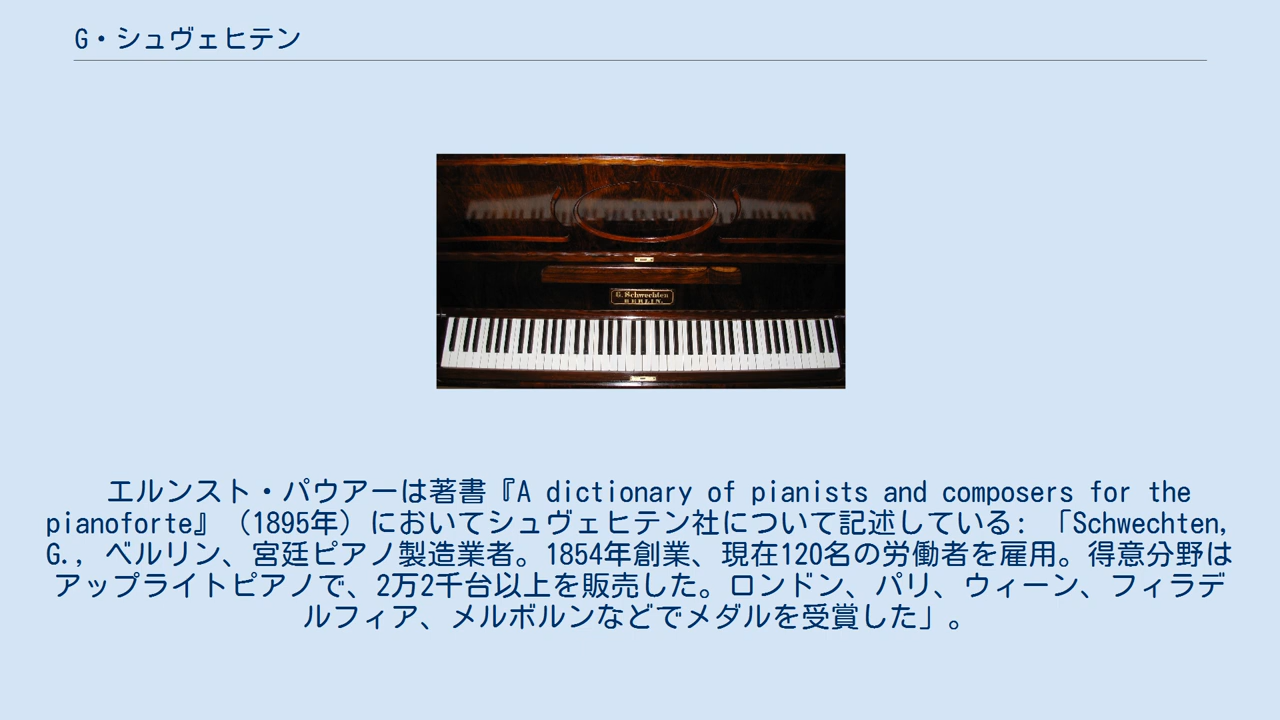 G・シュヴェヒテン
G. Schwechten
BERLIN.
エルンスト・パウアーは著書『A dictionary of pianists and composers for the
pianoforte』（1895年）においてシュヴェヒテン社について記述している: 「Schwechten,
G., ベルリン、宮廷ピアノ製造業者。1854年創業、現在120名の労働者を雇用。得意分野は
アップライトピアノで、2万2千台以上を販売した。ロンドン、パリ、ウィーン、フィラデ
ルフィア、メルボルンなどでメダルを受賞した」。